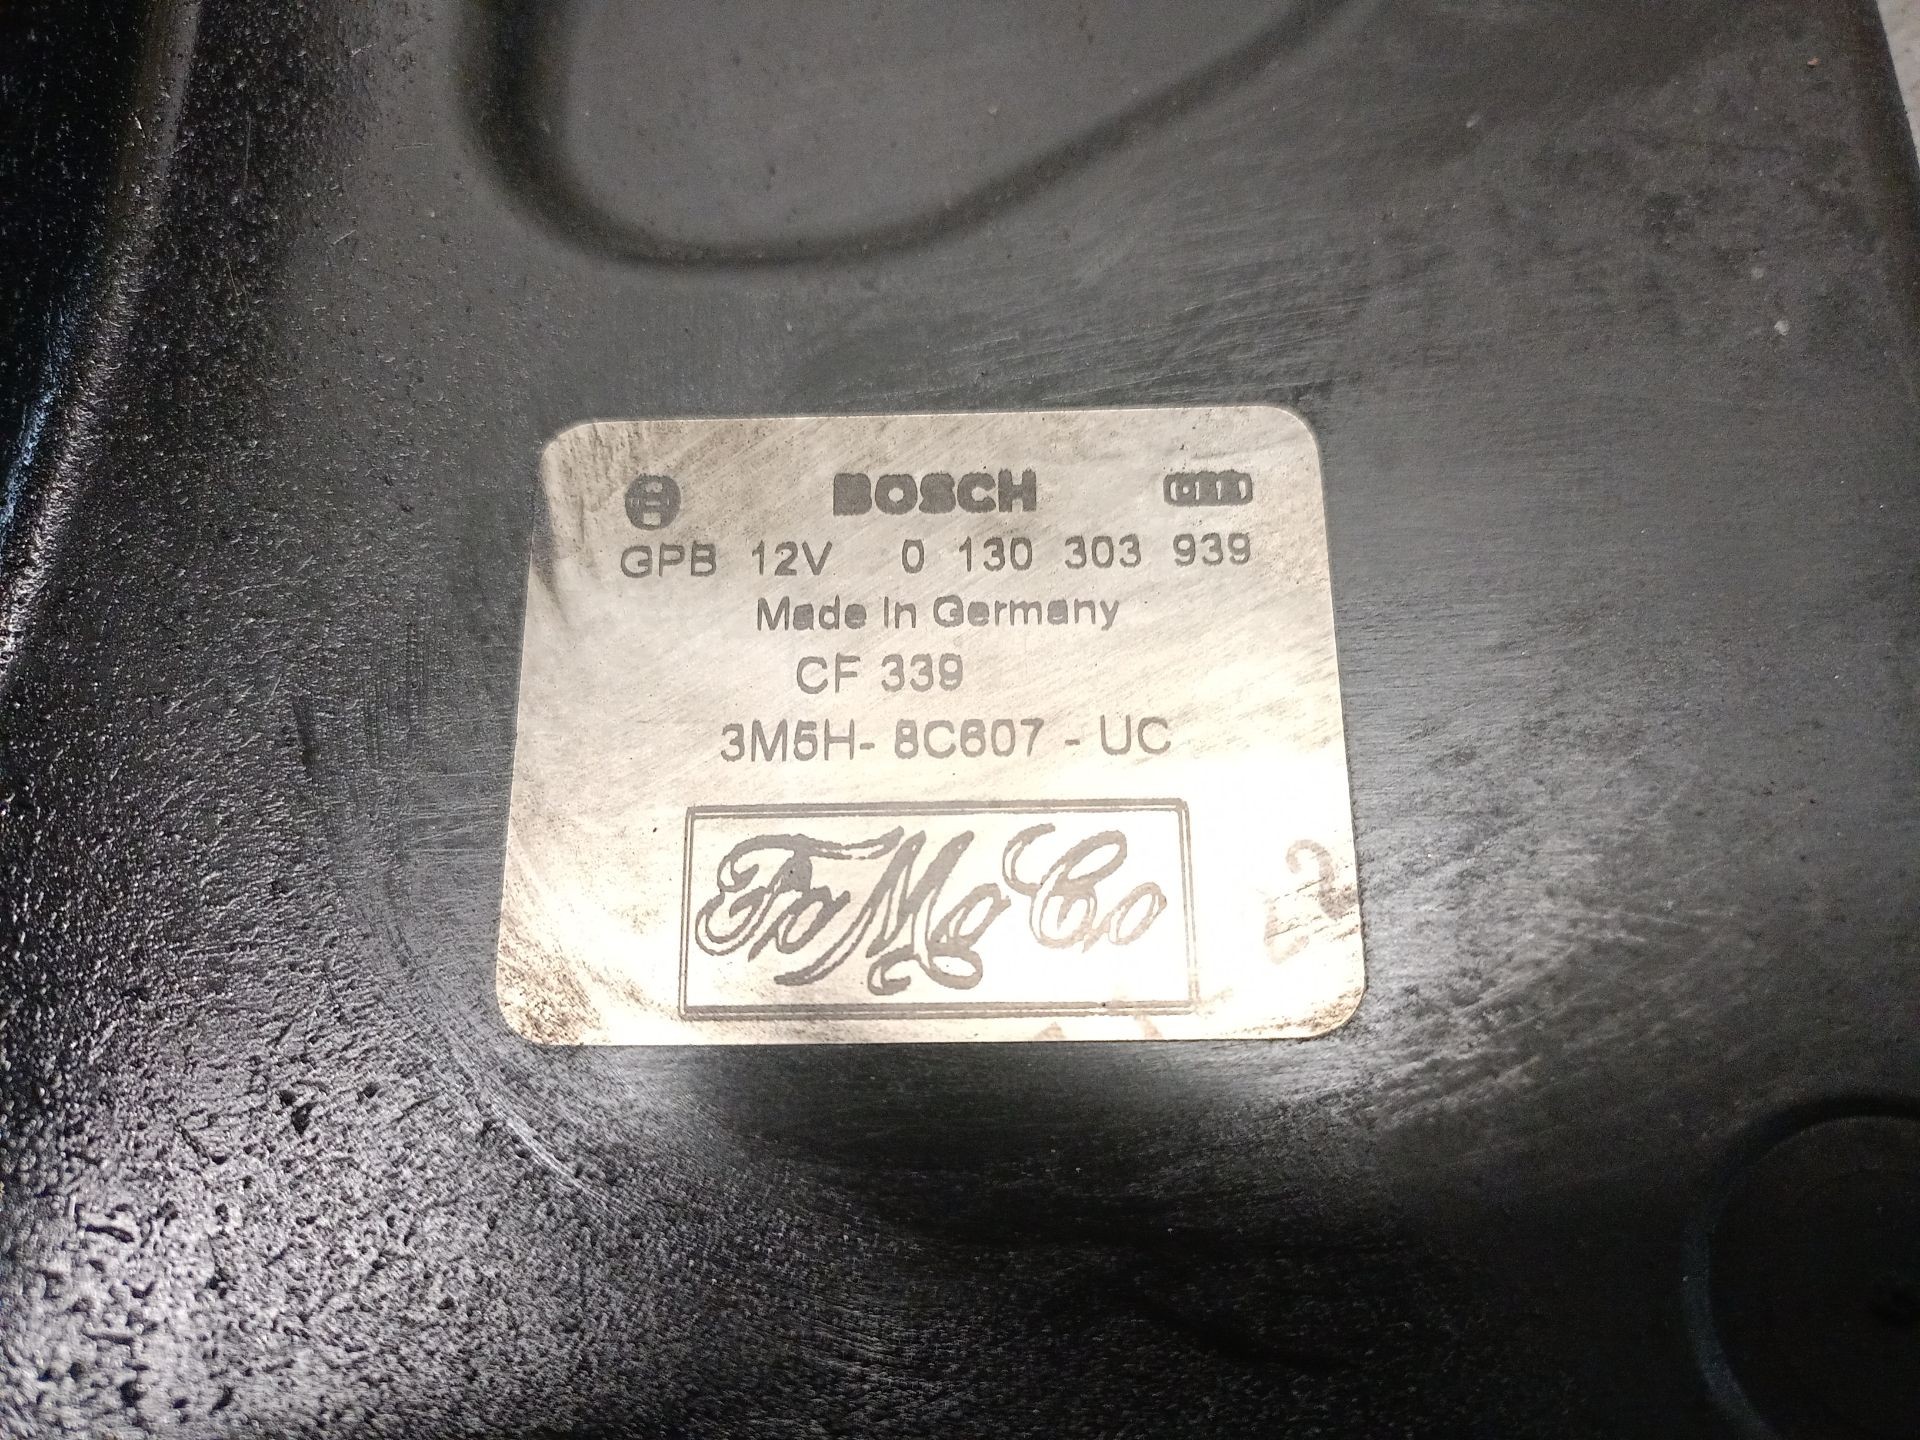 BOSCH
GPB 12V 0 130 303 939
Made In Germany
CF 339
3M5H- 8C607 - UC
FoMoCo